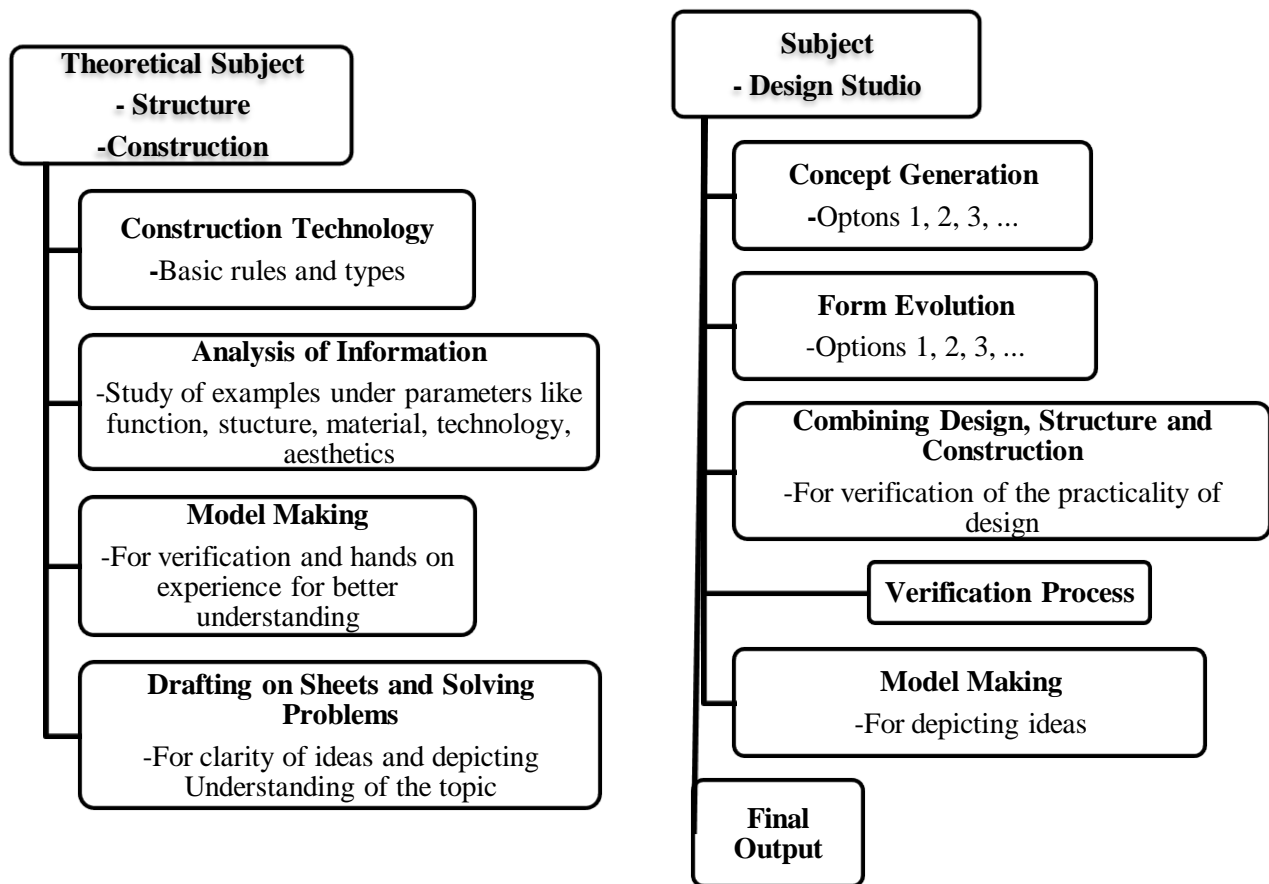 Theoretical Subject
- Structure
-Construction
Construction Technology
-Basic rules and types
Analysis of Information
-Study of examples under parameters like
function, stucture, material, technology,
aesthetics
Model Making
-For verification and hands on
experience for better
understanding
Drafting on Sheets and Solving
Problems
-For clarity of ideas and depicting
Understanding of the topic
Subject
- Design Studio
Concept Generation
-Optons 1, 2, 3, ...
Form Evolution
-Options 1, 2, 3, ...
Combining Design, Structure and
Construction
-For verification of the practicality of
design
Verification Process
Model Making
-For depicting ideas
Final
Output